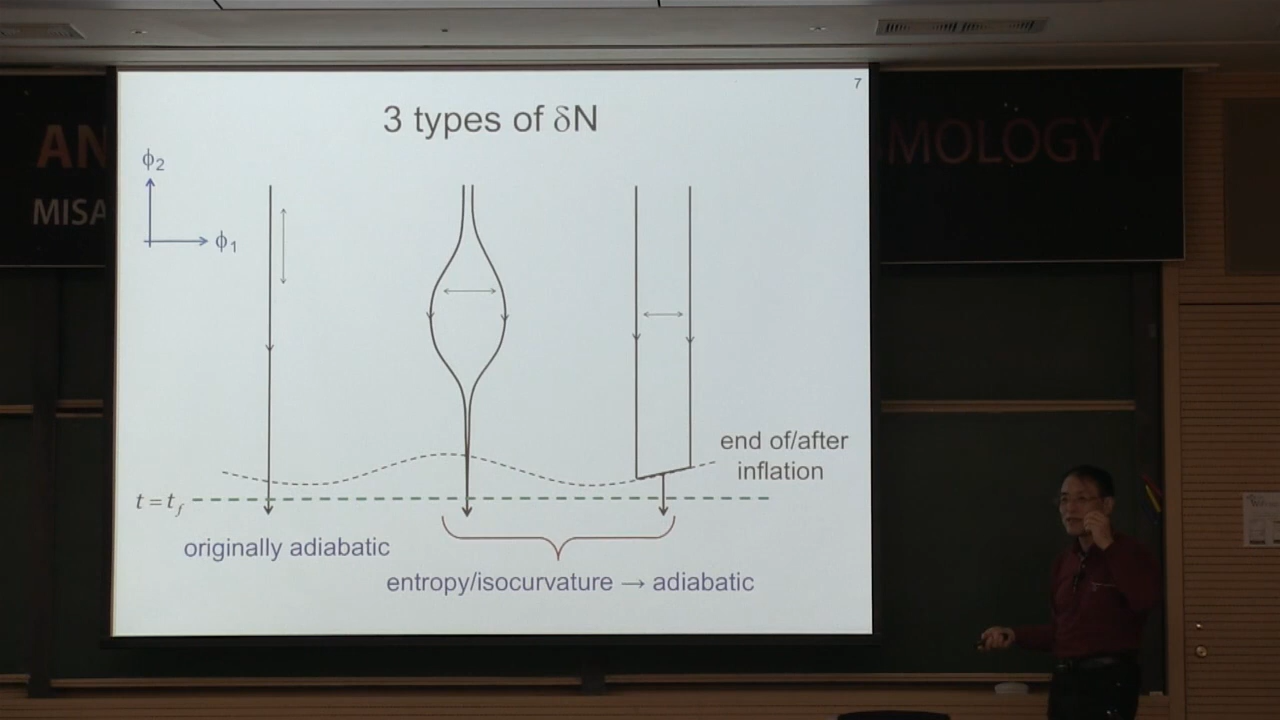 7
3 types of δN
AN
MOLOGY
MISA
ϕ₂
ϕ₁
end of/after
inflation
t = t_f
originally adiabatic
entropy/isocurvature → adiabatic